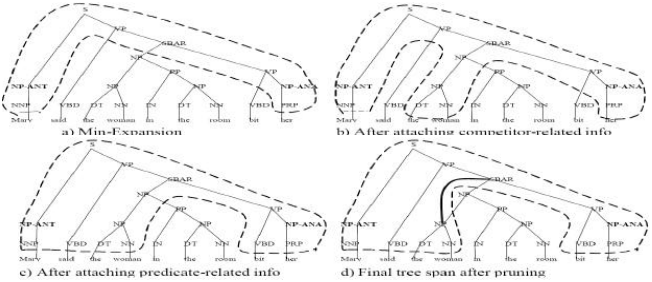 S
VP
SBAR
NP
PP
VP
NP-ANT
NP
NP
NP-ANA
NNP
VBD
DT
NN
IN
DT
NN
VBD
PRP
Mary said the woman in the room bit her
a) Min-Expansion
S
VP
SBAR
NP
PP
VP
NP-ANT
NP
NP
NP-ANA
NNP
VBD
DT
NN
IN
DT
NN
VBD
PRP
Mary said the woman in the room bit her
b) After attaching competitor-related info
S
VP
SBAR
NP
PP
VP
NP-ANT
NP
NP
NP-ANA
NNP
VBD
DT
NN
IN
DT
NN
VBD
PRP
Mary said the woman in the room bit her
c) After attaching predicate-related info
S
VP
SBAR
NP
PP
VP
NP-ANT
NP
NP
NP-ANA
NNP
VBD
DT
NN
IN
DT
NN
VBD
PRP
Mary said the woman in the room bit her
d) Final tree span after pruning